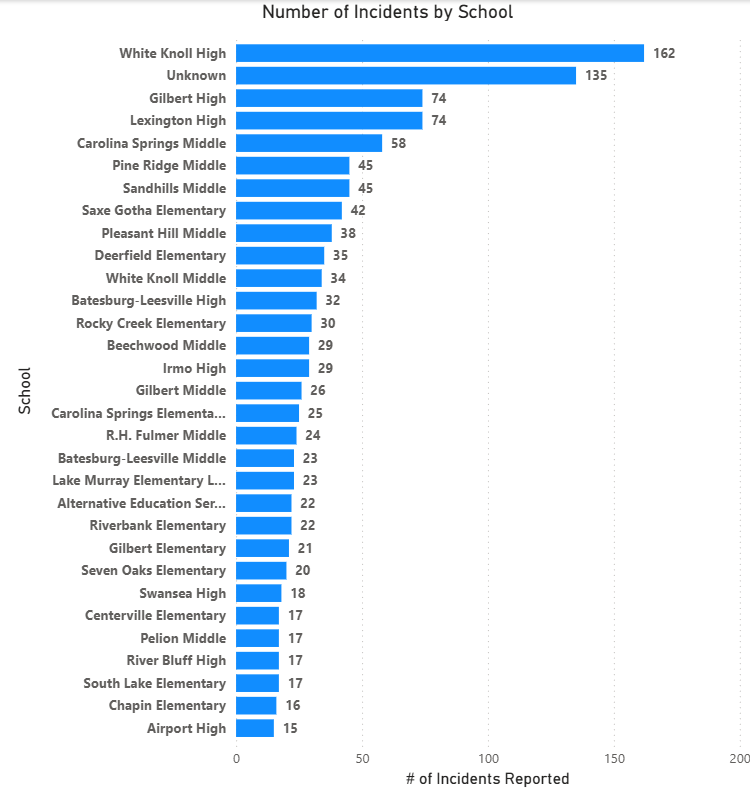 Number of Incidents by School
School
White Knoll High 162
Unknown 135
Gilbert High 74
Lexington High 74
Carolina Springs Middle 58
Pine Ridge Middle 45
Sandhills Middle 45
Saxe Gotha Elementary 42
Pleasant Hill Middle 38
Deerfield Elementary 35
White Knoll Middle 34
Batesburg-Leesville High 32
Rocky Creek Elementary 30
Beechwood Middle 29
Irmo High 29
Gilbert Middle 26
Carolina Springs Elementa... 25
R.H. Fulmer Middle 24
Batesburg-Leesville Middle 23
Lake Murray Elementary L... 23
Alternative Education Ser... 22
Riverbank Elementary 22
Gilbert Elementary 21
Seven Oaks Elementary 20
Swansea High 18
Centerville Elementary 17
Pelion Middle 17
River Bluff High 17
South Lake Elementary 17
Chapin Elementary 16
Airport High 15
0 50 100 150 200
# of Incidents Reported